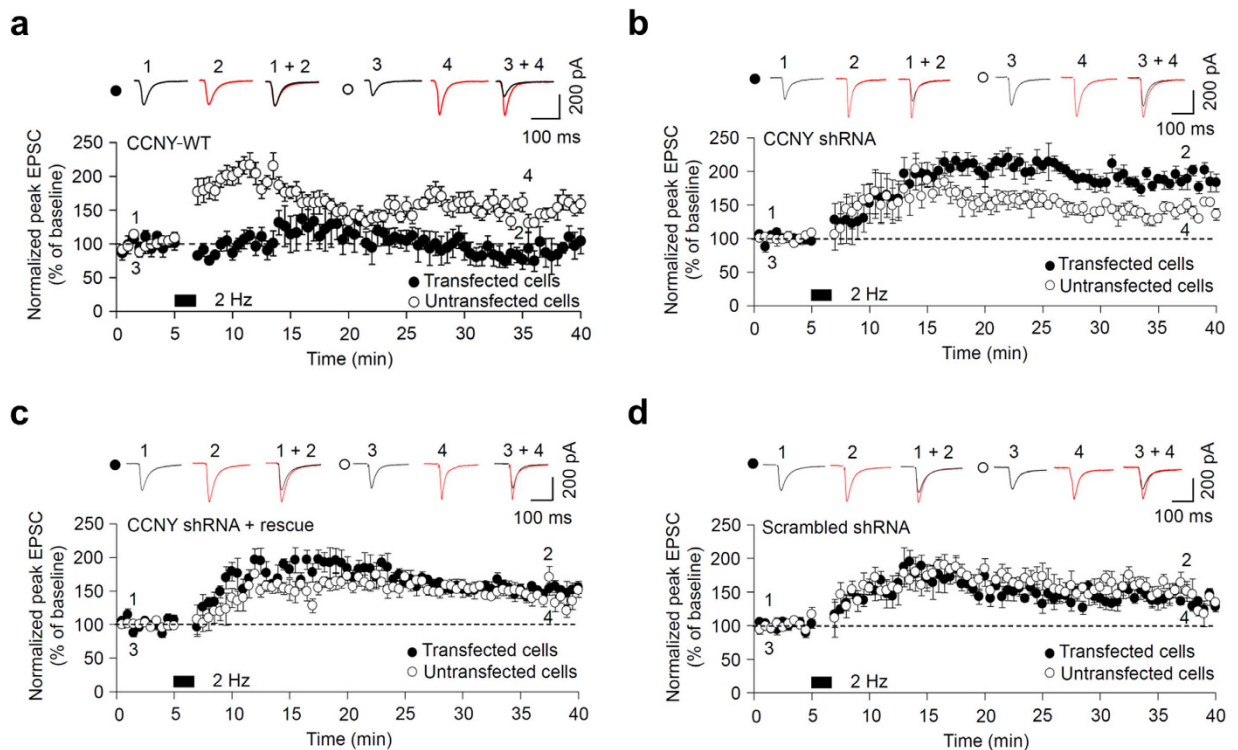 a
1 2 1 + 2 3 4 3 + 4
200 pA
100 ms
CCNY-WT
Normalized peak EPSC
(% of baseline)
250
200
150
100
50
0
1
3
4
2
Transfected cells
Untransfected cells
2 Hz
0 5 10 15 20 25 30 35 40
Time (min)
b
1 2 1 + 2 3 4 3 + 4
200 pA
100 ms
CCNY shRNA
Normalized peak EPSC
(% of baseline)
250
200
150
100
50
0
1
3
2
4
Transfected cells
Untransfected cells
2 Hz
0 5 10 15 20 25 30 35 40
Time (min)
c
1 2 1 + 2 3 4 3 + 4
200 pA
100 ms
CCNY shRNA + rescue
Normalized peak EPSC
(% of baseline)
250
200
150
100
50
0
1
3
2
4
Transfected cells
Untransfected cells
2 Hz
0 5 10 15 20 25 30 35 40
Time (min)
d
1 2 1 + 2 3 4 3 + 4
200 pA
100 ms
Scrambled shRNA
Normalized peak EPSC
(% of baseline)
250
200
150
100
50
0
1
3
2
4
Transfected cells
Untransfected cells
2 Hz
0 5 10 15 20 25 30 35 40
Time (min)